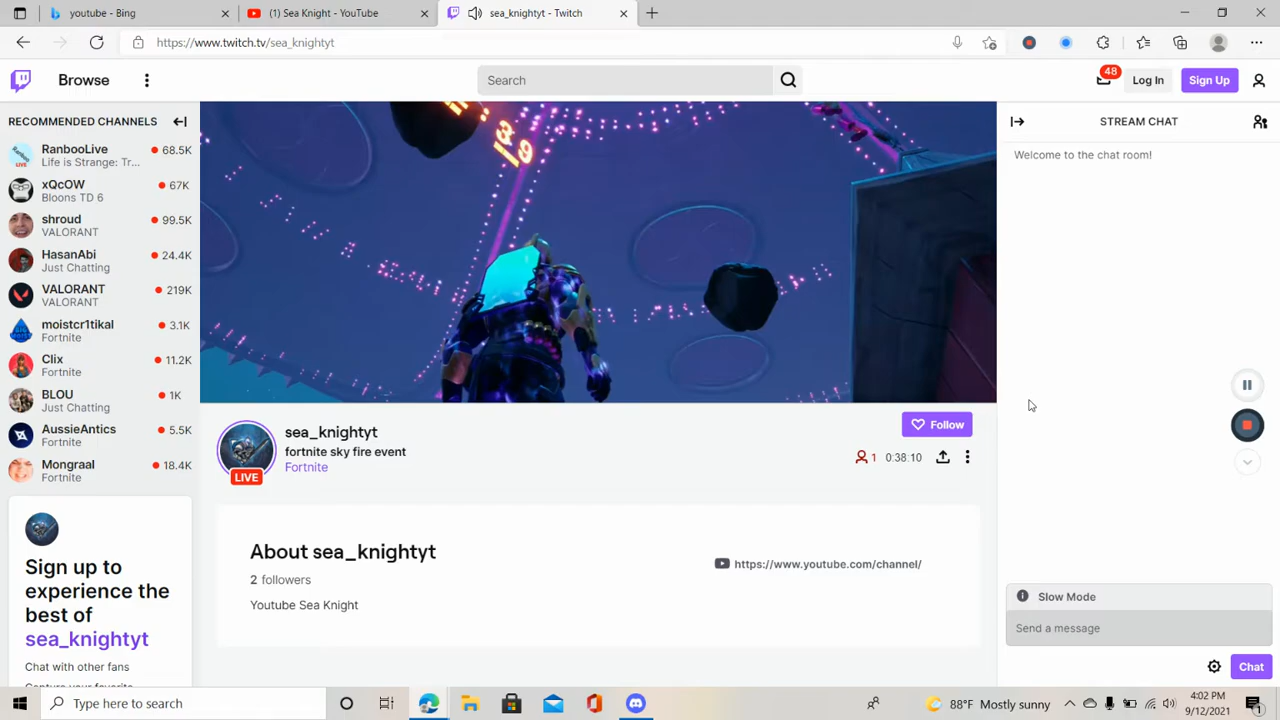 youtube - Bing
(1) Sea Knight - YouTube
sea_knightyt - Twitch
https://www.twitch.tv/sea_knightyt
Browse
Search
48
Log In
Sign Up
RECOMMENDED CHANNELS
RanbooLive
68.5K
Life is Strange: Tr...
xQcOW
67K
Bloons TD 6
shroud
99.5K
VALORANT
HasanAbi
24.4K
Just Chatting
VALORANT
219K
VALORANT
moistcr1tikal
3.1K
Fortnite
Clix
11.2K
Fortnite
BLOU
1K
Just Chatting
AussieAntics
5.5K
Fortnite
Mongraal
18.4K
Fortnite
Sign up to
experience the
best of
sea_knightyt
Chat with other fans
LIVE
sea_knightyt
fortnite sky fire event
Fortnite
Follow
1
0:38:10
About sea_knightyt
2 followers
Youtube Sea Knight
https://www.youtube.com/channel/
STREAM CHAT
Welcome to the chat room!
Slow Mode
Send a message
Chat
Type here to search
88°F Mostly sunny
4:02 PM
9/12/2021
1